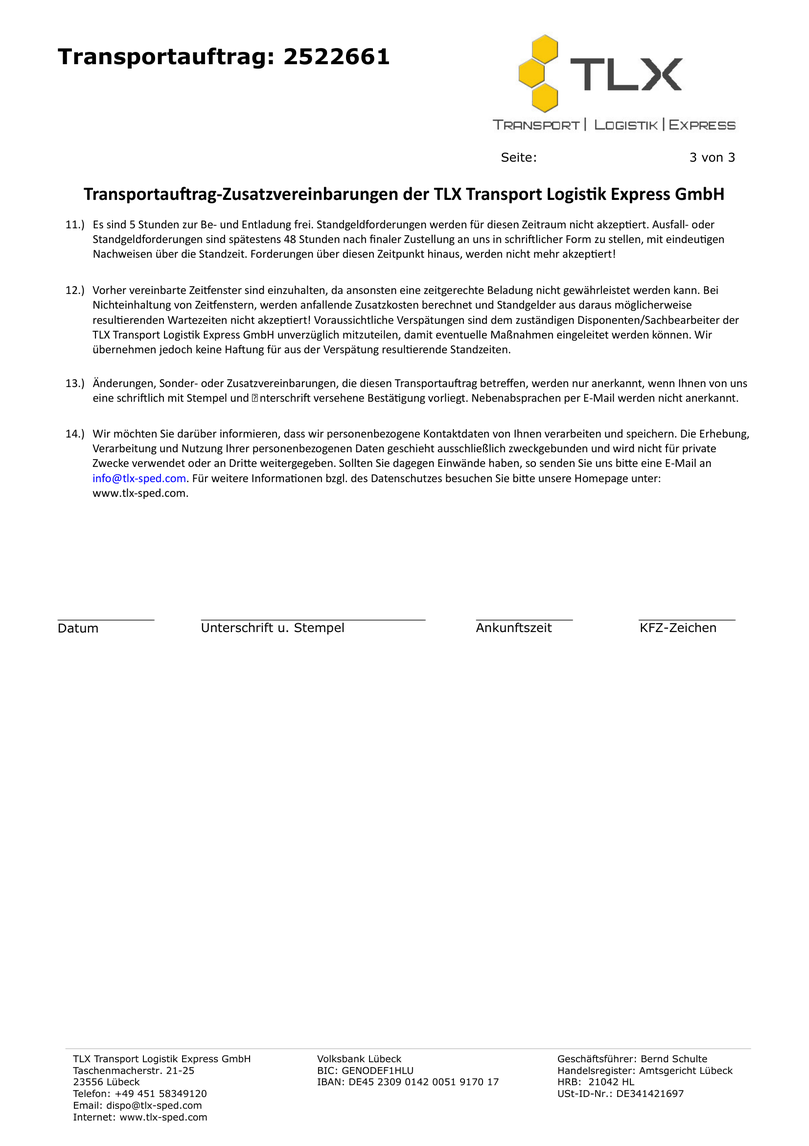 Transportauftrag: 2522661
TLX
TRANSPORT | LOGISTIK | EXPRESS
Seite: 3 von 3
Transportauftrag-Zusatzvereinbarungen der TLX Transport Logistik Express GmbH
11.) Es sind 5 Stunden zur Be- und Entladung frei. Standgeldforderungen werden für diesen Zeitraum nicht akzeptiert. Ausfall- oder
Standgeldforderungen sind spätestens 48 Stunden nach finaler Zustellung an uns in schriftlicher Form zu stellen, mit eindeutigen
Nachweisen über die Standzeit. Forderungen über diesen Zeitpunkt hinaus, werden nicht mehr akzeptiert!
12.) Vorher vereinbarte Zeitfenster sind einzuhalten, da ansonsten eine zeitgerechte Beladung nicht gewährleistet werden kann. Bei
Nichteinhaltung von Zeitfenstern, werden anfallende Zusatzkosten berechnet und Standgelder aus daraus möglicherweise
resultierenden Wartezeiten nicht akzeptiert! Voraussichtliche Verspätungen sind dem zuständigen Disponenten/Sachbearbeiter der
TLX Transport Logistik Express GmbH unverzüglich mitzuteilen, damit eventuelle Maßnahmen eingeleitet werden können. Wir
übernehmen jedoch keine Haftung für aus der Verspätung resultierende Standzeiten.
13.) Änderungen, Sonder- oder Zusatzvereinbarungen, die diesen Transportauftrag betreffen, werden nur anerkannt, wenn Ihnen von uns
eine schriftlich mit Stempel und �nterschrift versehene Bestätigung vorliegt. Nebenabsprachen per E-Mail werden nicht anerkannt.
14.) Wir möchten Sie darüber informieren, dass wir personenbezogene Kontaktdaten von Ihnen verarbeiten und speichern. Die Erhebung,
Verarbeitung und Nutzung Ihrer personenbezogenen Daten geschieht ausschließlich zweckgebunden und wird nicht für private
Zwecke verwendet oder an Dritte weitergegeben. Sollten Sie dagegen Einwände haben, so senden Sie uns bitte eine E-Mail an
info@tlx-sped.com. Für weitere Informationen bzgl. des Datenschutzes besuchen Sie bitte unsere Homepage unter:
www.tlx-sped.com.
Datum Unterschrift u. Stempel Ankunftszeit KFZ-Zeichen
TLX Transport Logistik Express GmbH
Taschenmacherstr. 21-25
23556 Lübeck
Telefon: +49 451 58349120
Email: dispo@tlx-sped.com
Internet: www.tlx-sped.com
Volksbank Lübeck
BIC: GENODEF1HLU
IBAN: DE45 2309 0142 0051 9170 17
Geschäftsführer: Bernd Schulte
Handelsregister: Amtsgericht Lübeck
HRB: 21042 HL
USt-ID-Nr.: DE341421697